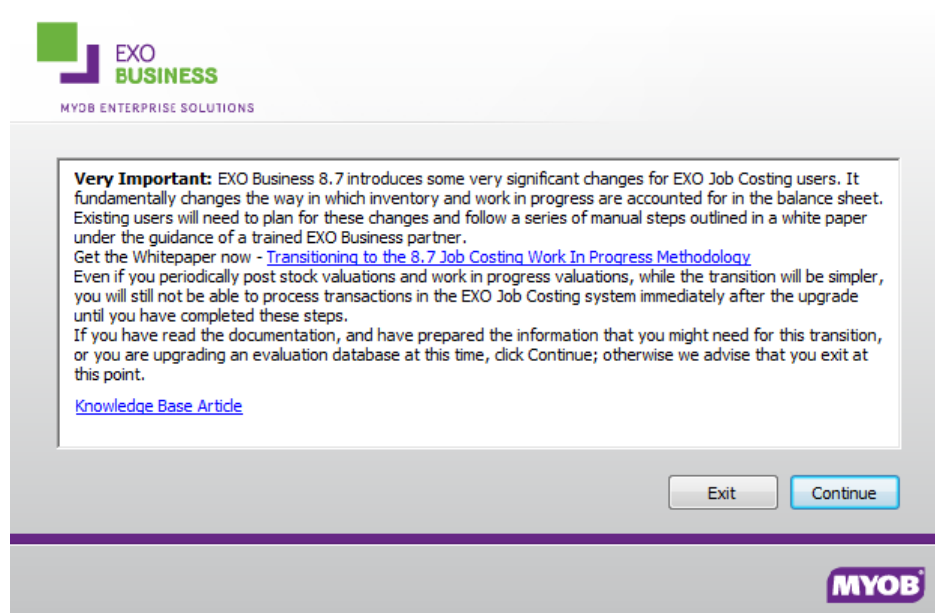 EXO
BUSINESS
MYOB ENTERPRISE SOLUTIONS
Very Important: EXO Business 8.7 introduces some very significant changes for EXO Job Costing users. It
fundamentally changes the way in which inventory and work in progress are accounted for in the balance sheet.
Existing users will need to plan for these changes and follow a series of manual steps outlined in a white paper
under the guidance of a trained EXO Business partner.
Get the Whitepaper now - Transitioning to the 8.7 Job Costing Work In Progress Methodology
Even if you periodically post stock valuations and work in progress valuations, while the transition will be simpler,
you will still not be able to process transactions in the EXO Job Costing system immediately after the upgrade
until you have completed these steps.
If you have read the documentation, and have prepared the information that you might need for this transition,
or you are upgrading an evaluation database at this time, click Continue; otherwise we advise that you exit at
this point.
Knowledge Base Article
Exit
Continue
MYOB